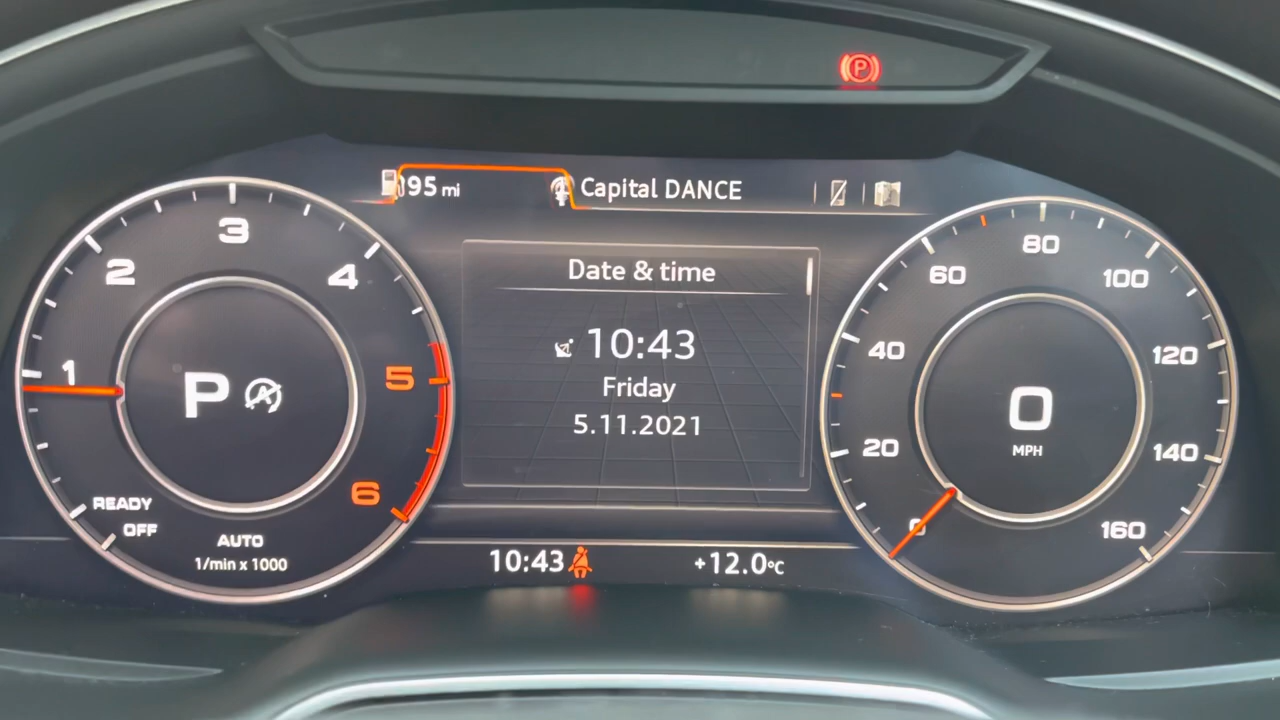 P
95 mi
Capital DANCE
1
2
3
4
5
6
P
READY
OFF
AUTO
1/min x 1000
Date & time
10:43
Friday
5.11.2021
10:43
+12.0°C
0
20
40
60
80
100
120
140
160
0
MPH